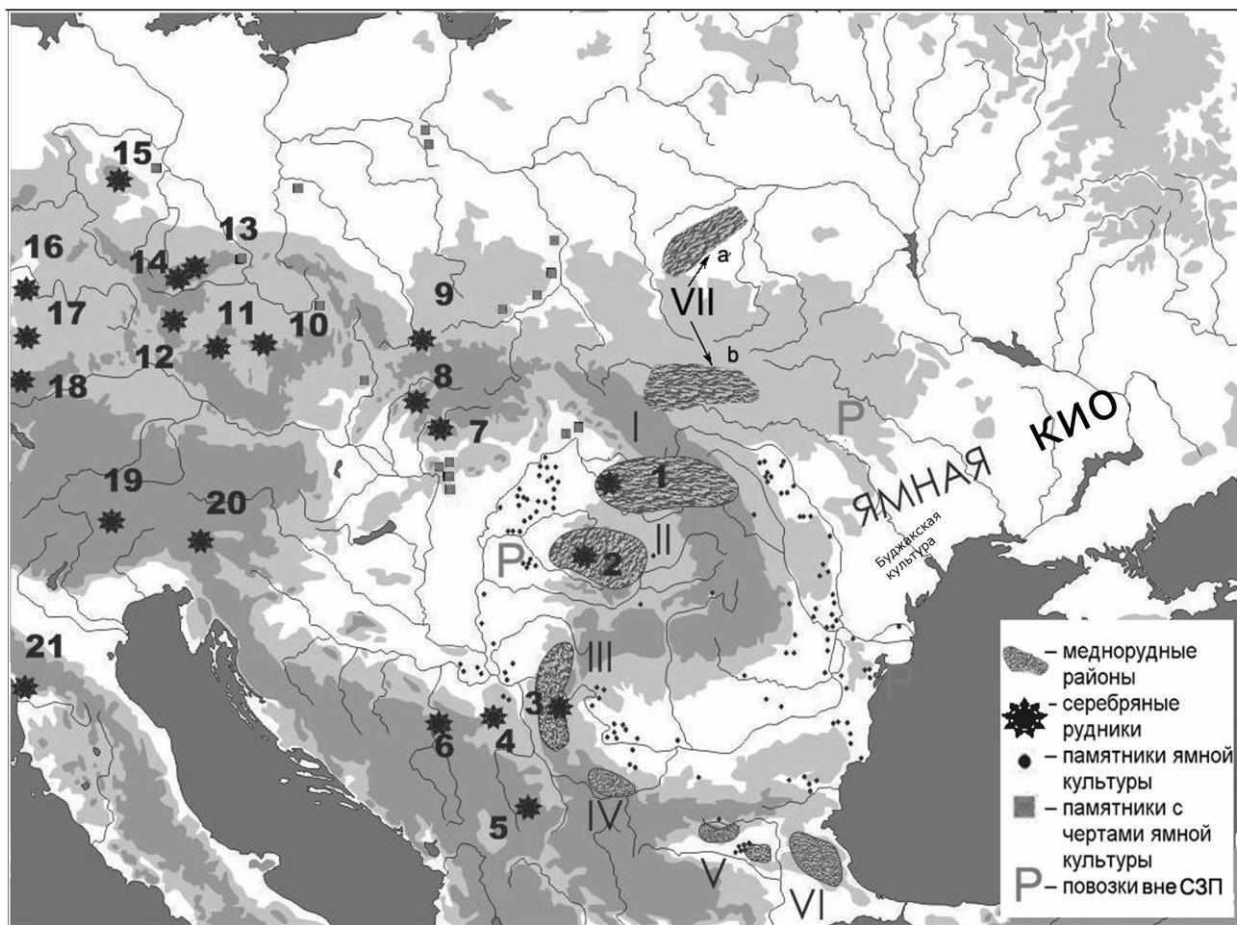 15
13
16
14
9
17
11
10
12
18
8
7
19
20
21
VII
a
b
I
1
II
2
III
3
6
4
5
IV
V
VI
P
P
P
КИО
ЯМНАЯ
Буджакская
культура
– меднорудные
районы
– серебряные
рудники
– памятники ямной
культуры
– памятники с
чертами ямной
культуры
P – повозки вне СЗП